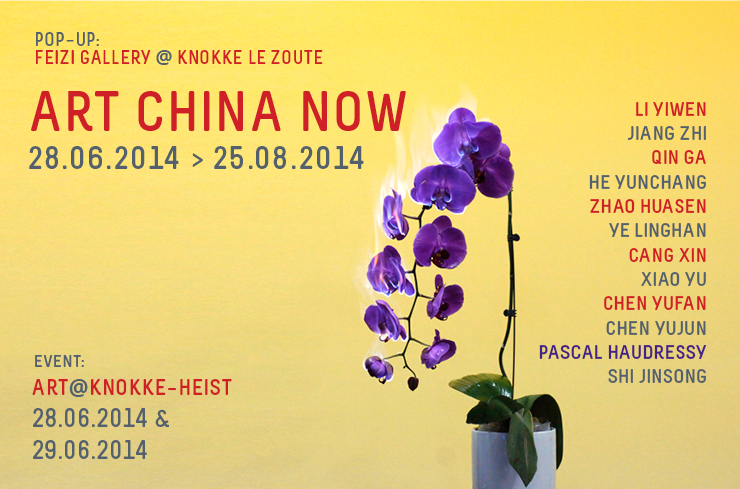 POP-UP:
FEIZI GALLERY @ KNOKKE LE ZOUTE
ART CHINA NOW
28.06.2014 > 25.08.2014
LI YIWEN
JIANG ZHI
QIN GA
HE YUNCHANG
ZHAO HUASEN
YE LINGHAN
CANG XIN
XIAO YU
CHEN YUFAN
CHEN YUJUN
PASCAL HAUDRESSY
SHI JINSONG
EVENT:
ART@KNOKKE-HEIST
28.06.2014 &
29.06.2014